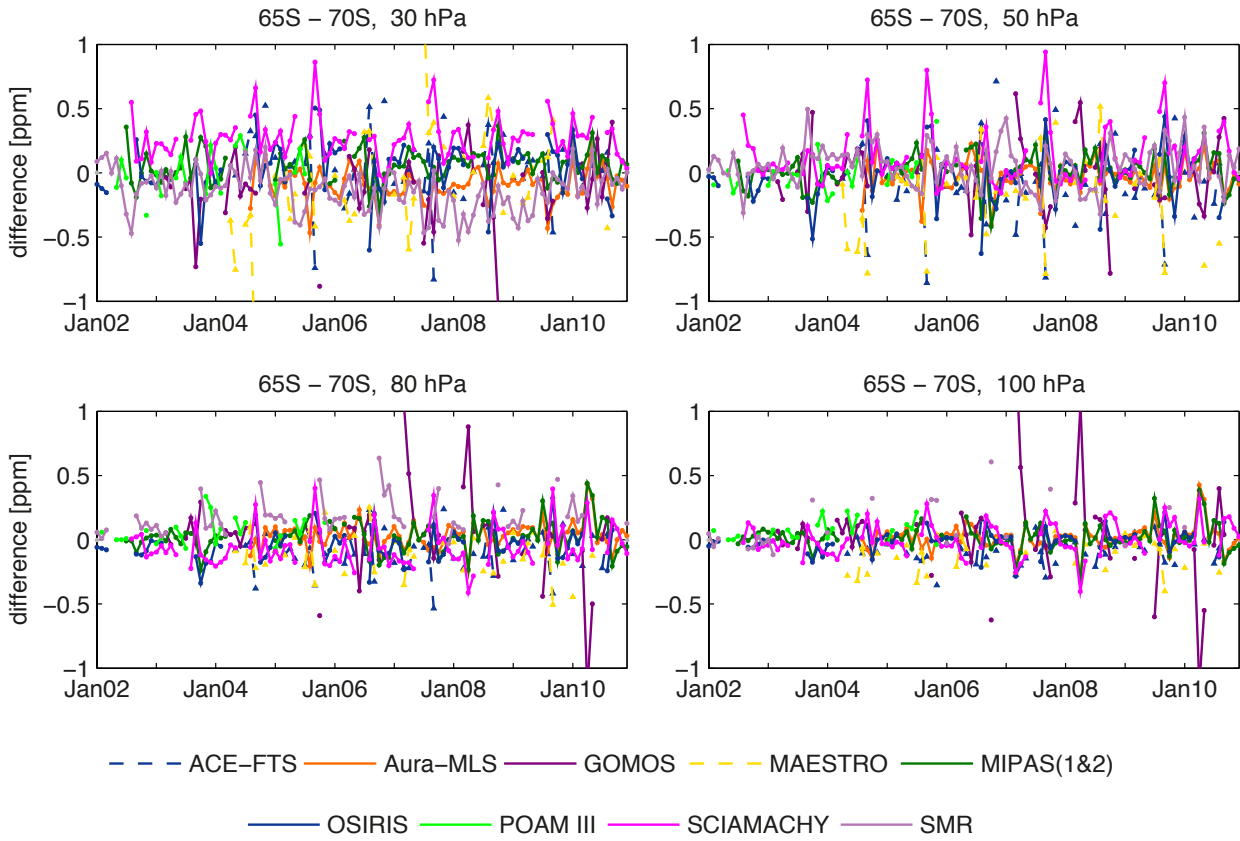 65S − 70S,  30 hPa
65S − 70S,  50 hPa
difference [ppm]
1
0.5
0
−0.5
−1
Jan02 Jan04 Jan06 Jan08 Jan10
1
0.5
0
−0.5
−1
Jan02 Jan04 Jan06 Jan08 Jan10
65S − 70S,  80 hPa
65S − 70S,  100 hPa
difference [ppm]
1
0.5
0
−0.5
−1
Jan02 Jan04 Jan06 Jan08 Jan10
1
0.5
0
−0.5
−1
Jan02 Jan04 Jan06 Jan08 Jan10
ACE−FTS Aura−MLS GOMOS MAESTRO MIPAS(1&2)
OSIRIS POAM III SCIAMACHY SMR